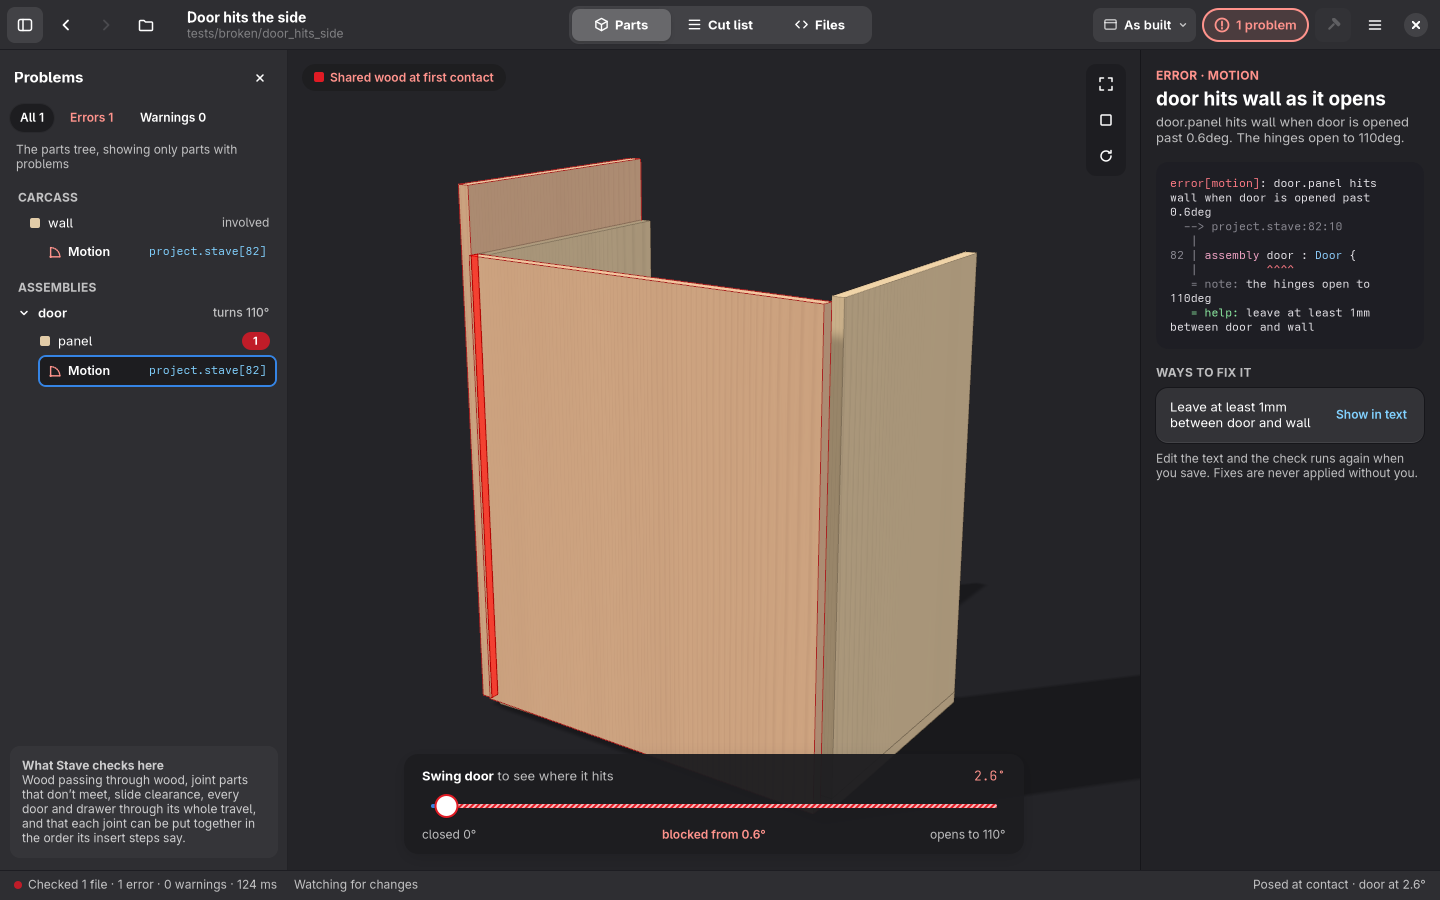 Door hits the side
tests/broken/door_hits_side
Parts
Cut list
Files
As built
1 problem
Problems
All 1
Errors 1
Warnings 0
The parts tree, showing only parts with
problems
CARCASS
wall
involved
Motion
project.stave[82]
ASSEMBLIES
door
turns 110°
panel
1
Motion
project.stave[82]
What Stave checks here
Wood passing through wood, joint parts
that don't meet, slide clearance, every
door and drawer through its whole travel,
and that each joint can be put together in
the order its insert steps say.
Shared wood at first contact
Swing door to see where it hits
2.6°
closed 0°
blocked from 0.6°
opens to 110°
ERROR · MOTION
door hits wall as it opens
door.panel hits wall when door is opened
past 0.6deg. The hinges open to 110deg.
error[motion]: door.panel hits
wall when door is opened past
0.6deg
--> project.stave:82:10
|
82 | assembly door : Door {
| ^^^^
= note: the hinges open to
110deg
= help: leave at least 1mm
between door and wall
WAYS TO FIX IT
Leave at least 1mm
between door and wall
Show in text
Edit the text and the check runs again when
you save. Fixes are never applied without you.
Checked 1 file · 1 error · 0 warnings · 124 ms
Watching for changes
Posed at contact · door at 2.6°